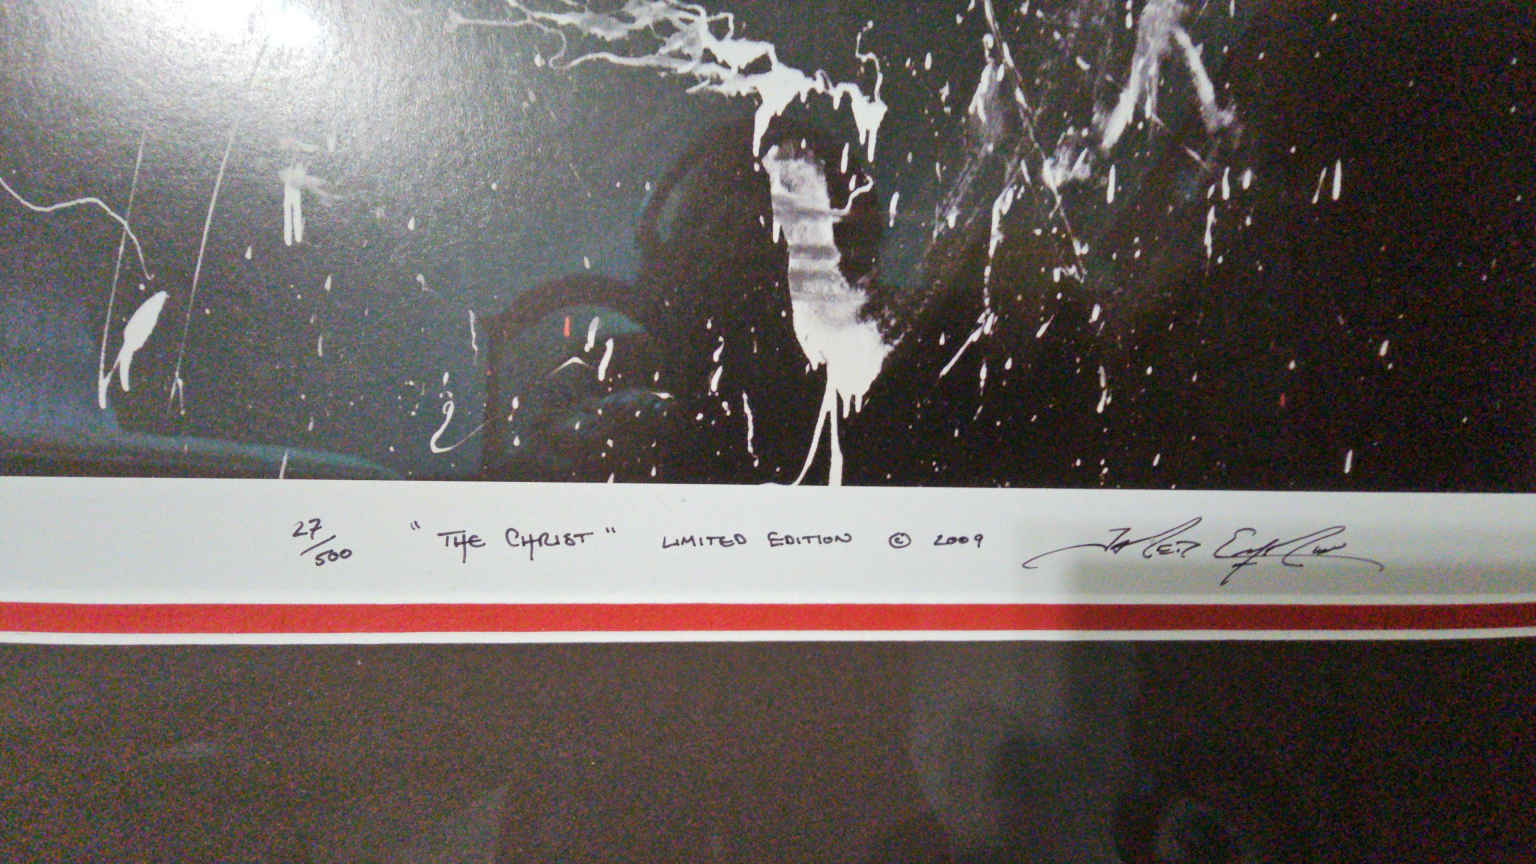 27/500 " THE CHRIST " LIMITED EDITION © 2009